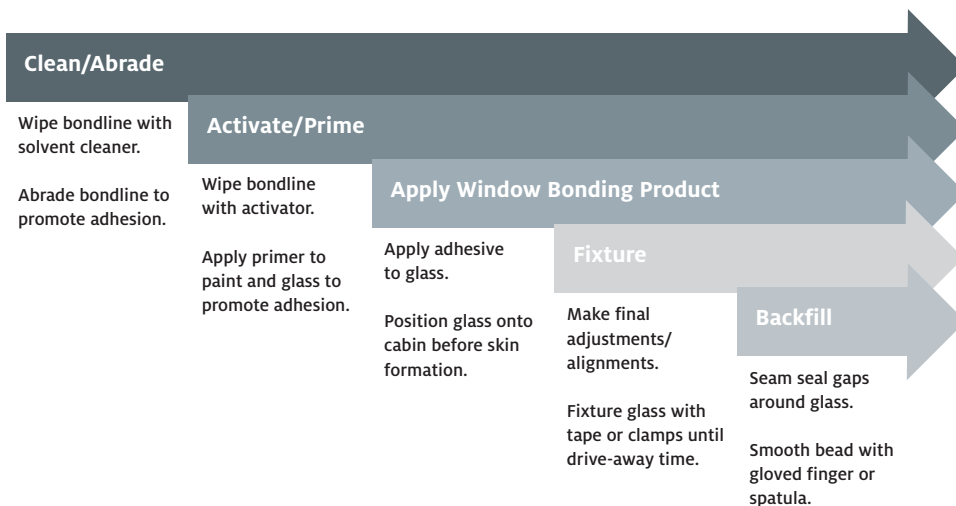 Clean/Abrade
Wipe bondline with
solvent cleaner.
Abrade bondline to
promote adhesion.
Activate/Prime
Wipe bondline
with activator.
Apply primer to
paint and glass to
promote adhesion.
Apply Window Bonding Product
Apply adhesive
to glass.
Position glass onto
cabin before skin
formation.
Fixture
Make final
adjustments/
alignments.
Fixture glass with
tape or clamps until
drive-away time.
Backfill
Seam seal gaps
around glass.
Smooth bead with
gloved finger or
spatula.